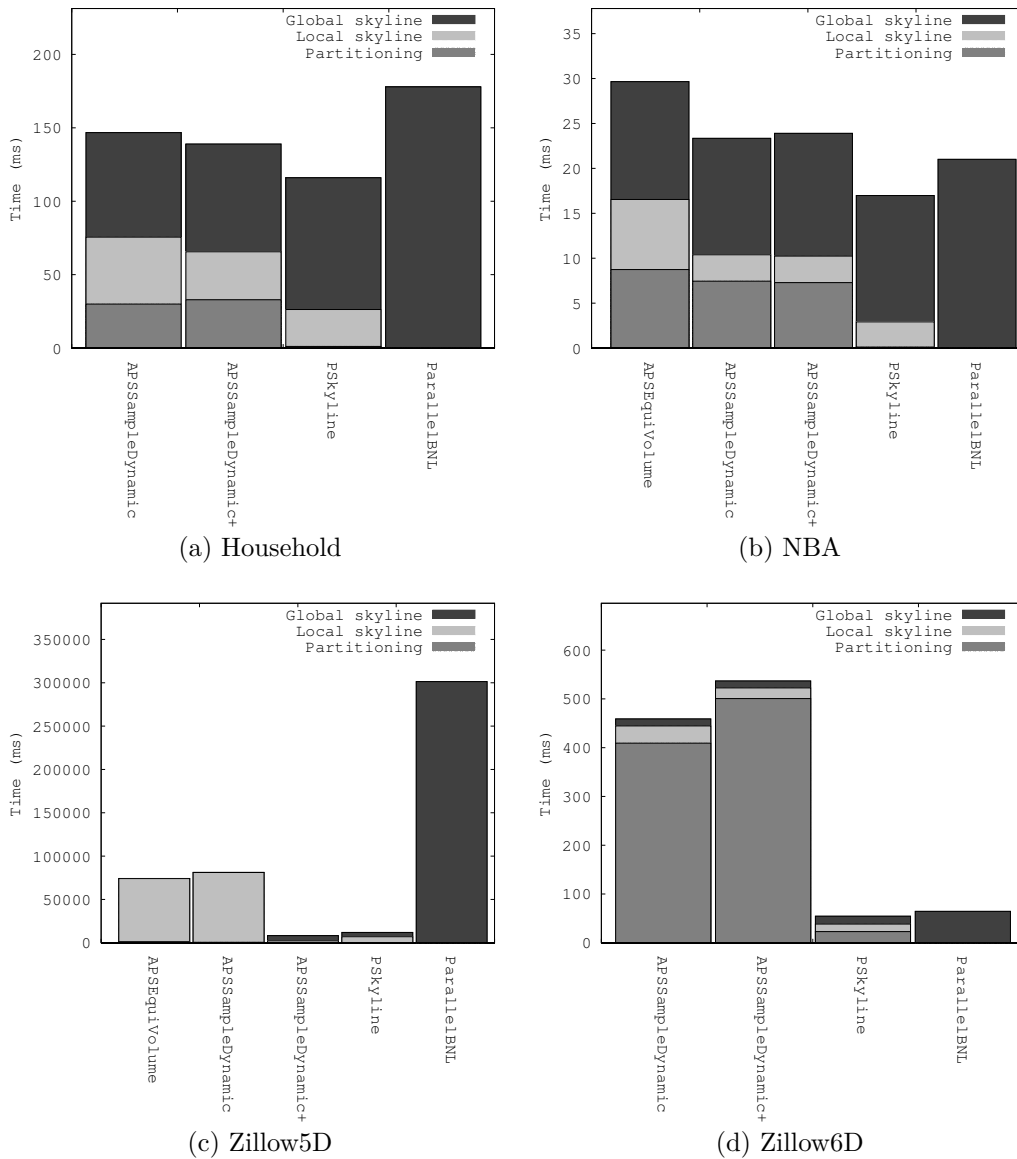 Global skyline
Local skyline
Partitioning
200
150
100
50
0
Time (ms)
APSSampleDynamic
APSSampleDynamic+
PSkyline
ParallelBNL
(a) Household
Global skyline
Local skyline
Partitioning
35
30
25
20
15
10
5
0
Time (ms)
APSEquiVolume
APSSampleDynamic
APSSampleDynamic+
PSkyline
ParallelBNL
(b) NBA
Global skyline
Local skyline
Partitioning
350000
300000
250000
200000
150000
100000
50000
0
Time (ms)
APSEquiVolume
APSSampleDynamic
APSSampleDynamic+
PSkyline
ParallelBNL
(c) Zillow5D
Global skyline
Local skyline
Partitioning
600
500
400
300
200
100
0
Time (ms)
APSSampleDynamic
APSSampleDynamic+
PSkyline
ParallelBNL
(d) Zillow6D